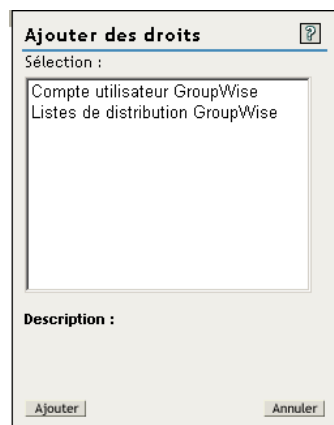 Ajouter des droits
?
Sélection :
Compte utilisateur GroupWise
Listes de distribution GroupWise
Description :
Ajouter
Annuler